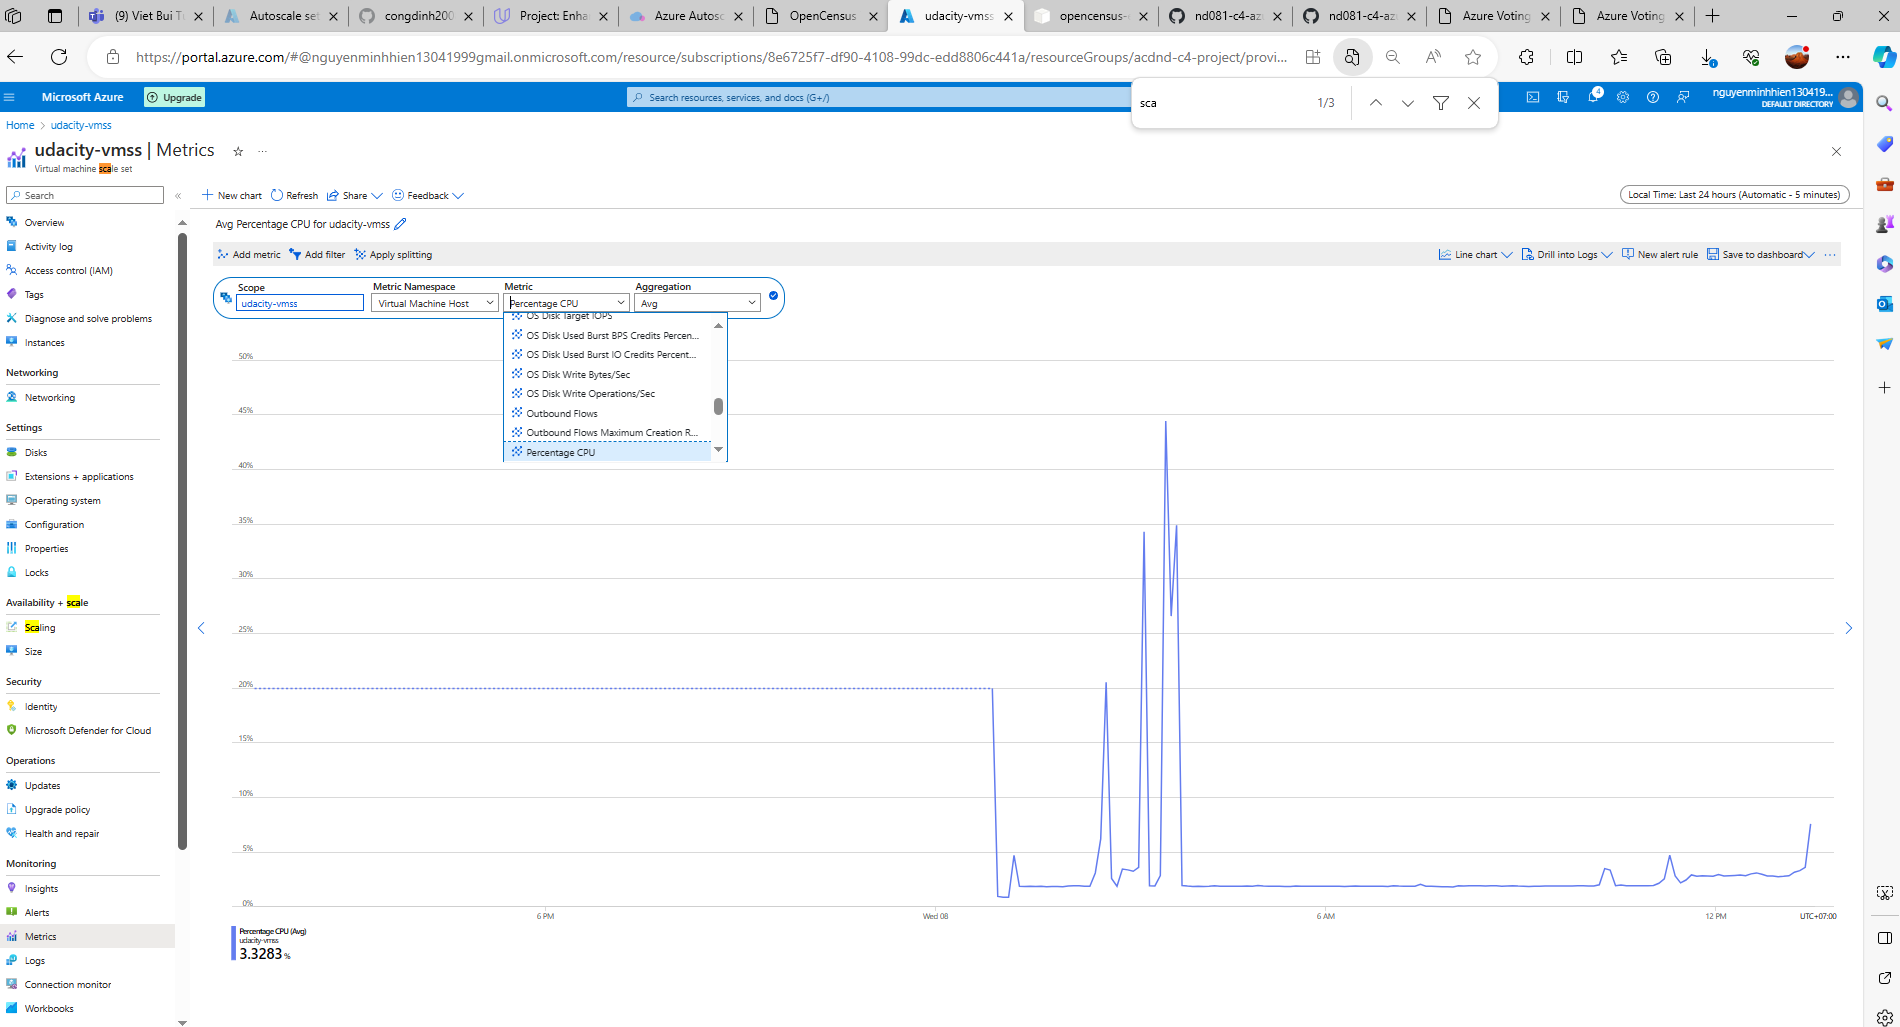 (9) Viet Bui Tu
Autoscale set
congdinh200
Project: Enha
Azure Autosc
OpenCensus
udacity-vmss
opencensus-
nd081-c4-az
nd081-c4-az
Azure Voting
Azure Voting
https://portal.azure.com/#@nguyenminhhien13041999gmail.onmicrosoft.com/resource/subscriptions/8e6725f7-df90-4108-99dc-edd8806c441a/resourceGroups/acdnd-c4-project/provi...
Microsoft Azure
Upgrade
Search resources, services, and docs (G+/)
sca
1/3
4
nguyenminhhien130419...
DEFAULT DIRECTORY
Home > udacity-vmss
udacity-vmss | Metrics
Virtual machine scale set
Search
New chart
Refresh
Share
Feedback
Local Time: Last 24 hours (Automatic - 5 minutes)
Overview
Activity log
Access control (IAM)
Tags
Diagnose and solve problems
Instances
Networking
Networking
Settings
Disks
Extensions + applications
Operating system
Configuration
Properties
Locks
Availability + scale
Scaling
Size
Security
Identity
Microsoft Defender for Cloud
Operations
Updates
Upgrade policy
Health and repair
Monitoring
Insights
Alerts
Metrics
Logs
Connection monitor
Workbooks
Avg Percentage CPU for udacity-vmss
Add metric
Add filter
Apply splitting
Line chart
Drill into Logs
New alert rule
Save to dashboard
Scope
udacity-vmss
Metric Namespace
Virtual Machine Host
Metric
Percentage CPU
Aggregation
Avg
OS Disk Target IOPS
OS Disk Used Burst BPS Credits Percen...
OS Disk Used Burst IO Credits Percent...
OS Disk Write Bytes/Sec
OS Disk Write Operations/Sec
Outbound Flows
Outbound Flows Maximum Creation R...
Percentage CPU
50%
45%
40%
35%
30%
25%
20%
15%
10%
5%
0%
6 PM
Wed 08
6 AM
12 PM
UTC+07:00
Percentage CPU (Avg)
udacity-vmss
3.3283 %